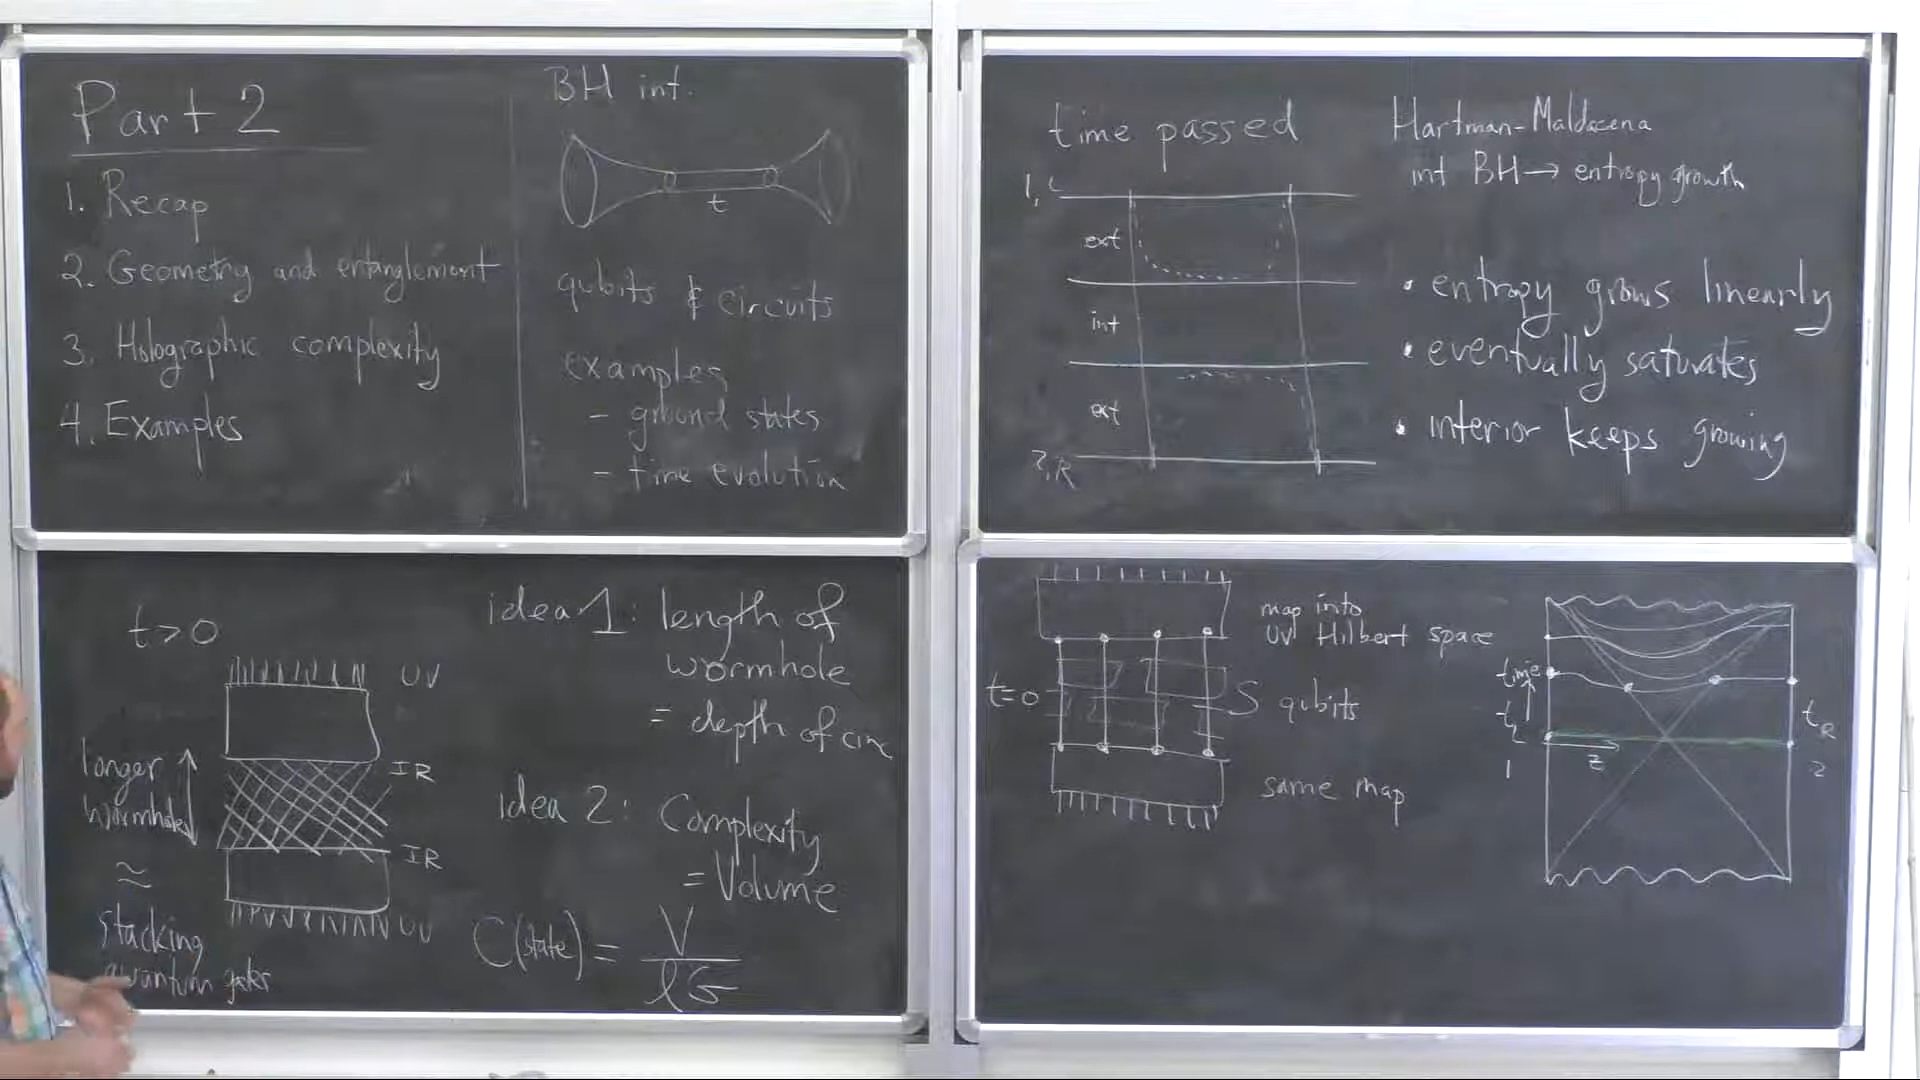 Part 2
1. Recap
2. Geometry and entanglement
3. Holographic complexity
4. Examples
BH int.
t
qubits & circuits
examples
- ground states
- time evolution
time passed
1, L
ext
int
ext
2, R
Hartman-Maldacena
int BH → entropy growth
• entropy grows linearly
• eventually saturates
• interior keeps growing
t>0
UV
IR
IR
UV
longer
wormhole
≈
stacking
quantum gates
idea 1: length of
wormhole
= depth of circ
idea 2: Complexity
= Volume
C(state) = V / lG
map into
UV Hilbert space
t=0
S qubits
same map
time
t_L
1
z
t_R
2